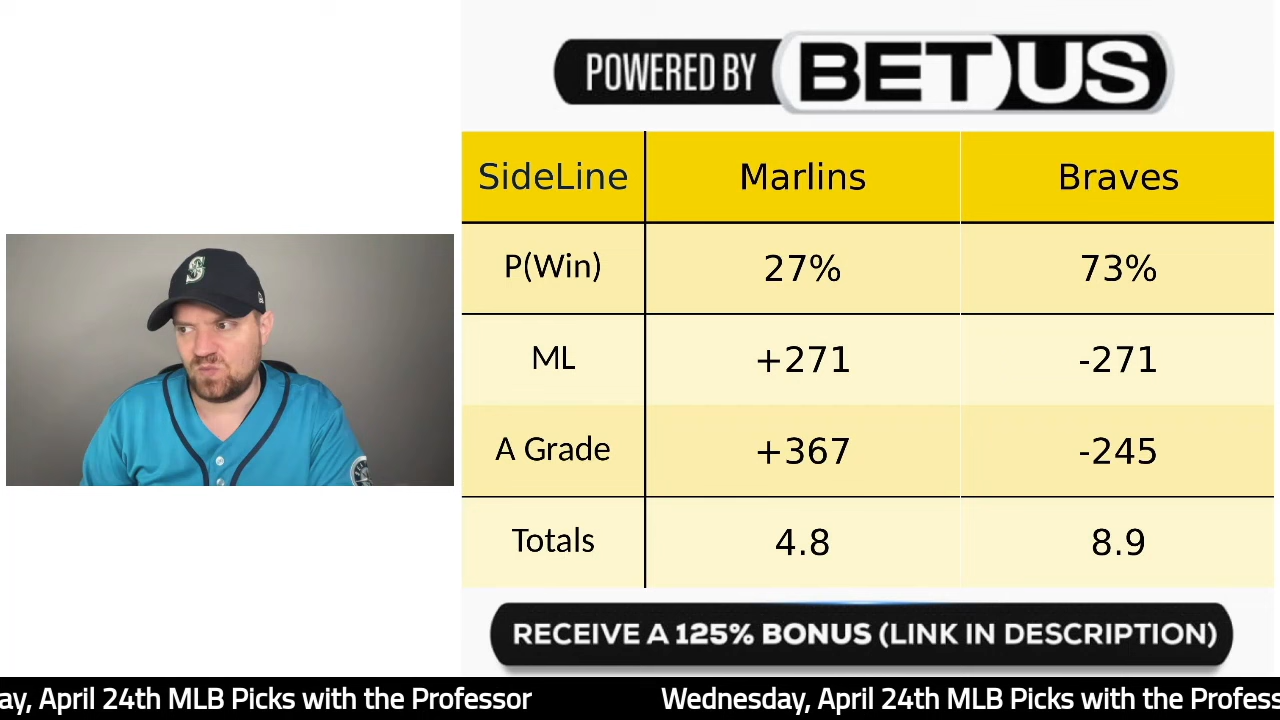 POWERED BY BETUS
SideLine Marlins Braves
P(Win) 27% 73%
ML +271 -271
A Grade +367 -245
Totals 4.8 8.9
RECEIVE A 125% BONUS (LINK IN DESCRIPTION)
ay, April 24th MLB Picks with the Professor Wednesday, April 24th MLB Picks with the Profess
S